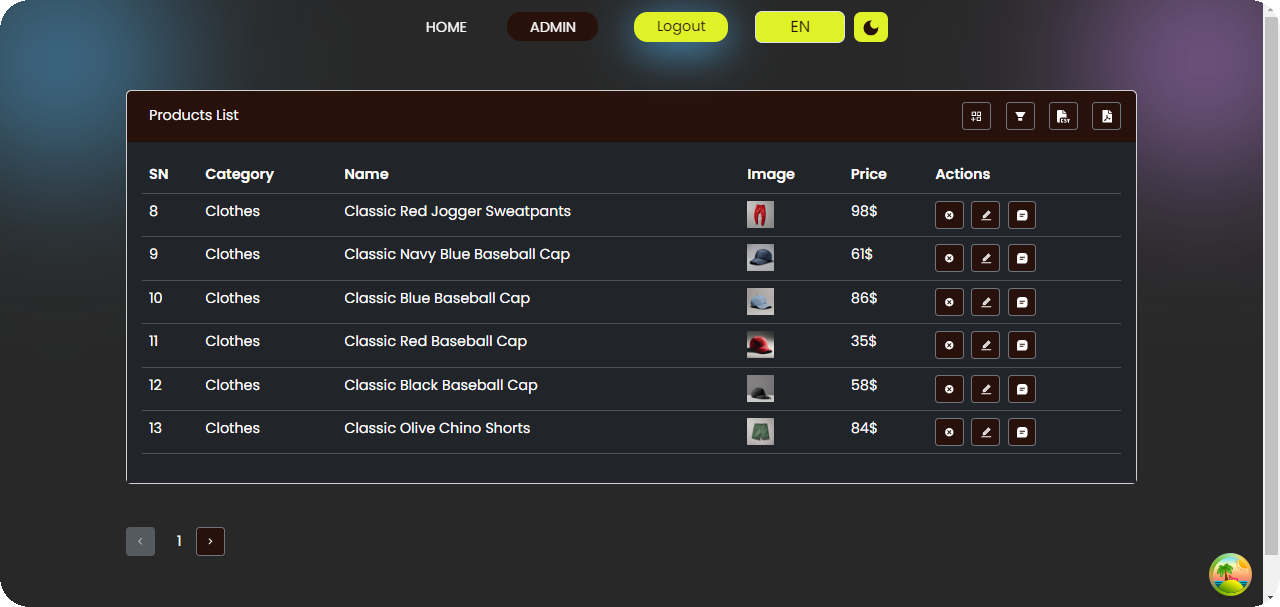 HOME ADMIN Logout EN
Products List
SN Category Name Image Price Actions
8 Clothes Classic Red Jogger Sweatpants 98$
9 Clothes Classic Navy Blue Baseball Cap 61$
10 Clothes Classic Blue Baseball Cap 86$
11 Clothes Classic Red Baseball Cap 35$
12 Clothes Classic Black Baseball Cap 58$
13 Clothes Classic Olive Chino Shorts 84$
1